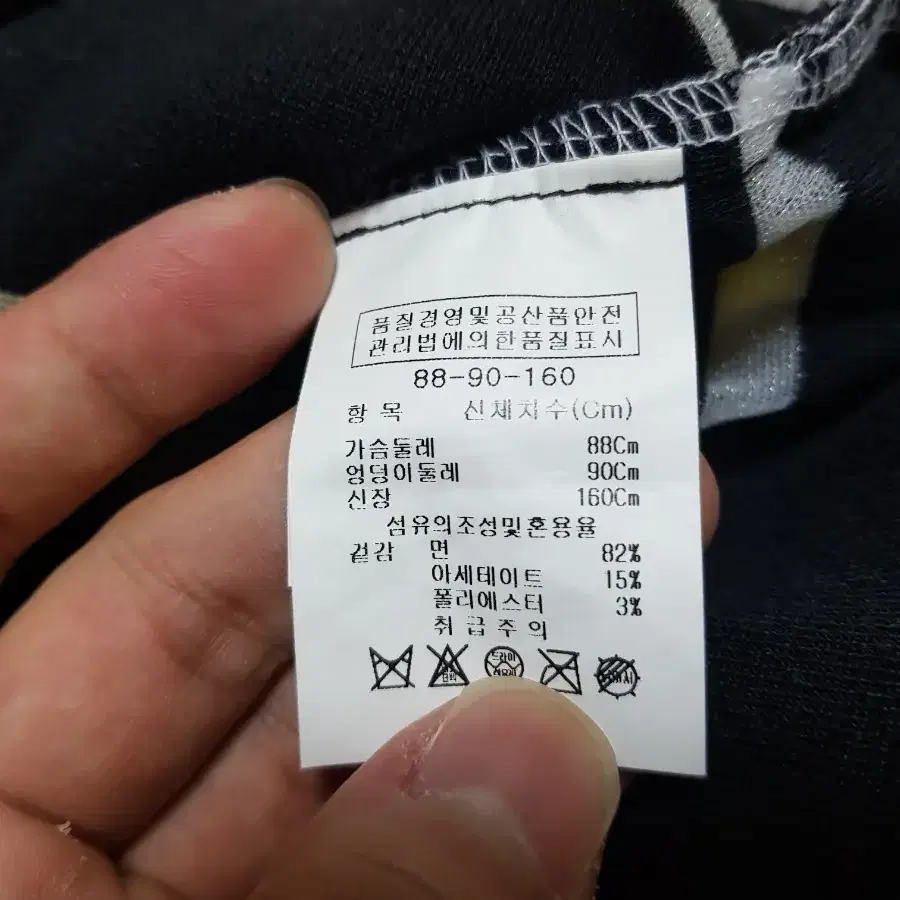 품질경영및공산품안전
관리법에의한품질표시
88-90-160
항 목 신체치수(Cm)
가슴둘레 88Cm
엉덩이둘레 90Cm
신장 160Cm
섬유의조성및혼용율
겉감 면 82%
아세테이트 15%
폴리에스터 3%
취급주의
드라이